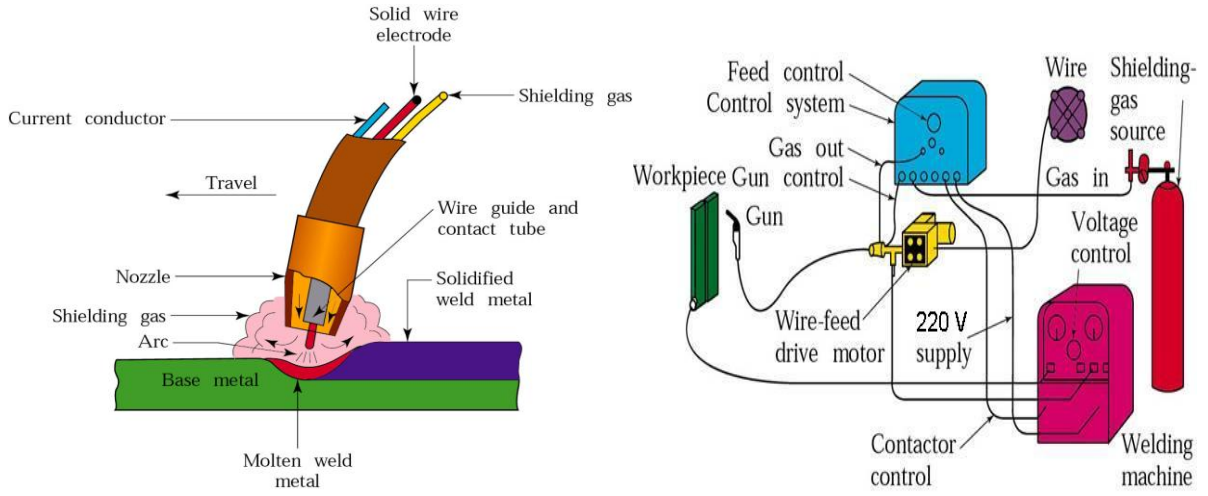 Solid wire
electrode
Shielding gas
Current conductor
Travel
Wire guide and
contact tube
Nozzle
Solidified
weld metal
Shielding gas
Arc
Base metal
Molten weld
metal
Feed control
Control system
Gas out
Gun control
Workpiece
Gun
Wire
Shielding-
gas
source
Gas in
Voltage
control
Wire-feed
drive motor
220 V
supply
Contactor
control
Welding
machine